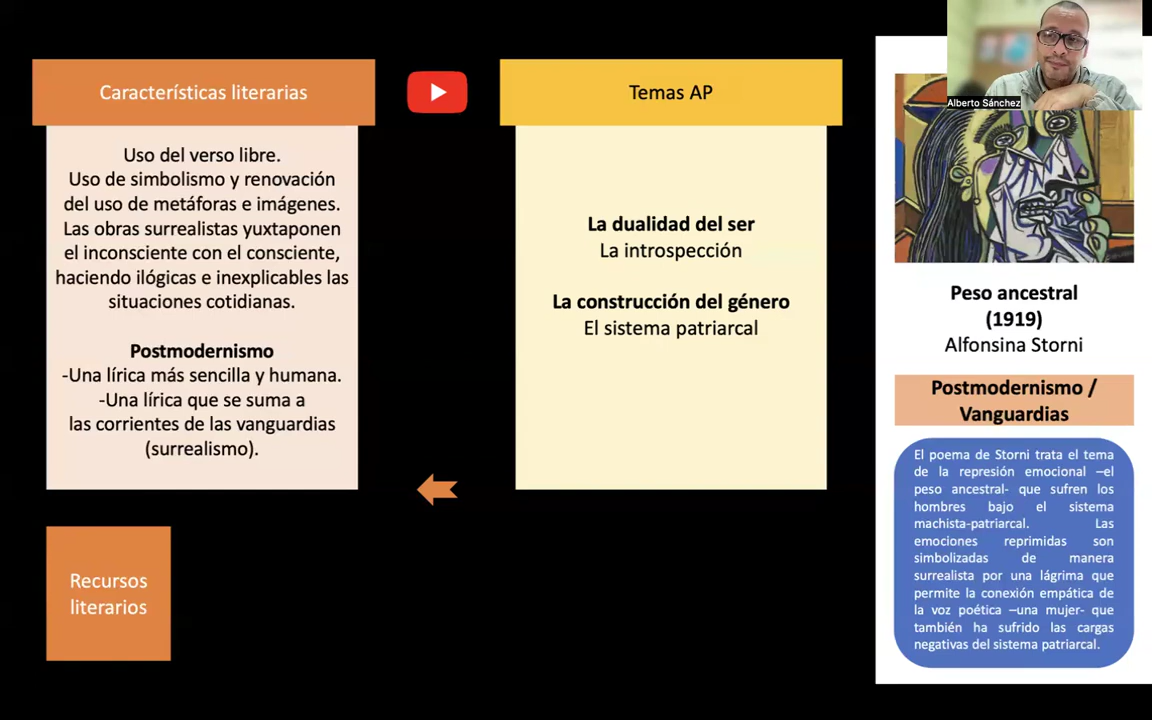 Características literarias
Uso del verso libre.
Uso de simbolismo y renovación
del uso de metáforas e imágenes.
Las obras surrealistas yuxtaponen
el inconsciente con el consciente,
haciendo ilógicas e inexplicables las
situaciones cotidianas.
Postmodernismo
-Una lírica más sencilla y humana.
-Una lírica que se suma a
las corrientes de las vanguardias
(surrealismo).
Recursos
literarios
Temas AP
La dualidad del ser
La introspección
La construcción del género
El sistema patriarcal
Alberto Sánchez
Peso ancestral
(1919)
Alfonsina Storni
Postmodernismo /
Vanguardias
El poema de Storni trata el tema
de la represión emocional –el
peso ancestral- que sufren los
hombres bajo el sistema
machista-patriarcal. Las
emociones reprimidas son
simbolizadas de manera
surrealista por una lágrima que
permite la conexión empática de
la voz poética –una mujer- que
también ha sufrido las cargas
negativas del sistema patriarcal.